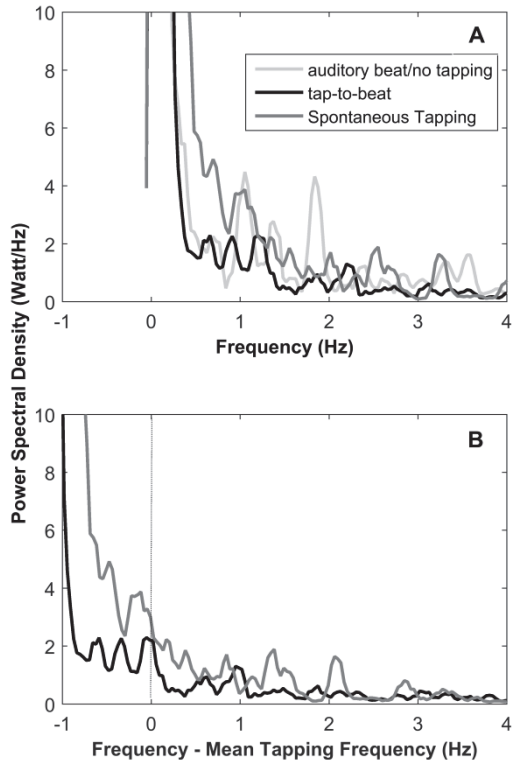 10
A
auditory beat/no tapping
tap-to-beat
Spontaneous Tapping
8
6
4
2
0
-1 0 1 2 3 4
Frequency (Hz)
Power Spectral Density (Watt/Hz)
10
B
8
6
4
2
0
-1 0 1 2 3 4
Frequency - Mean Tapping Frequency (Hz)